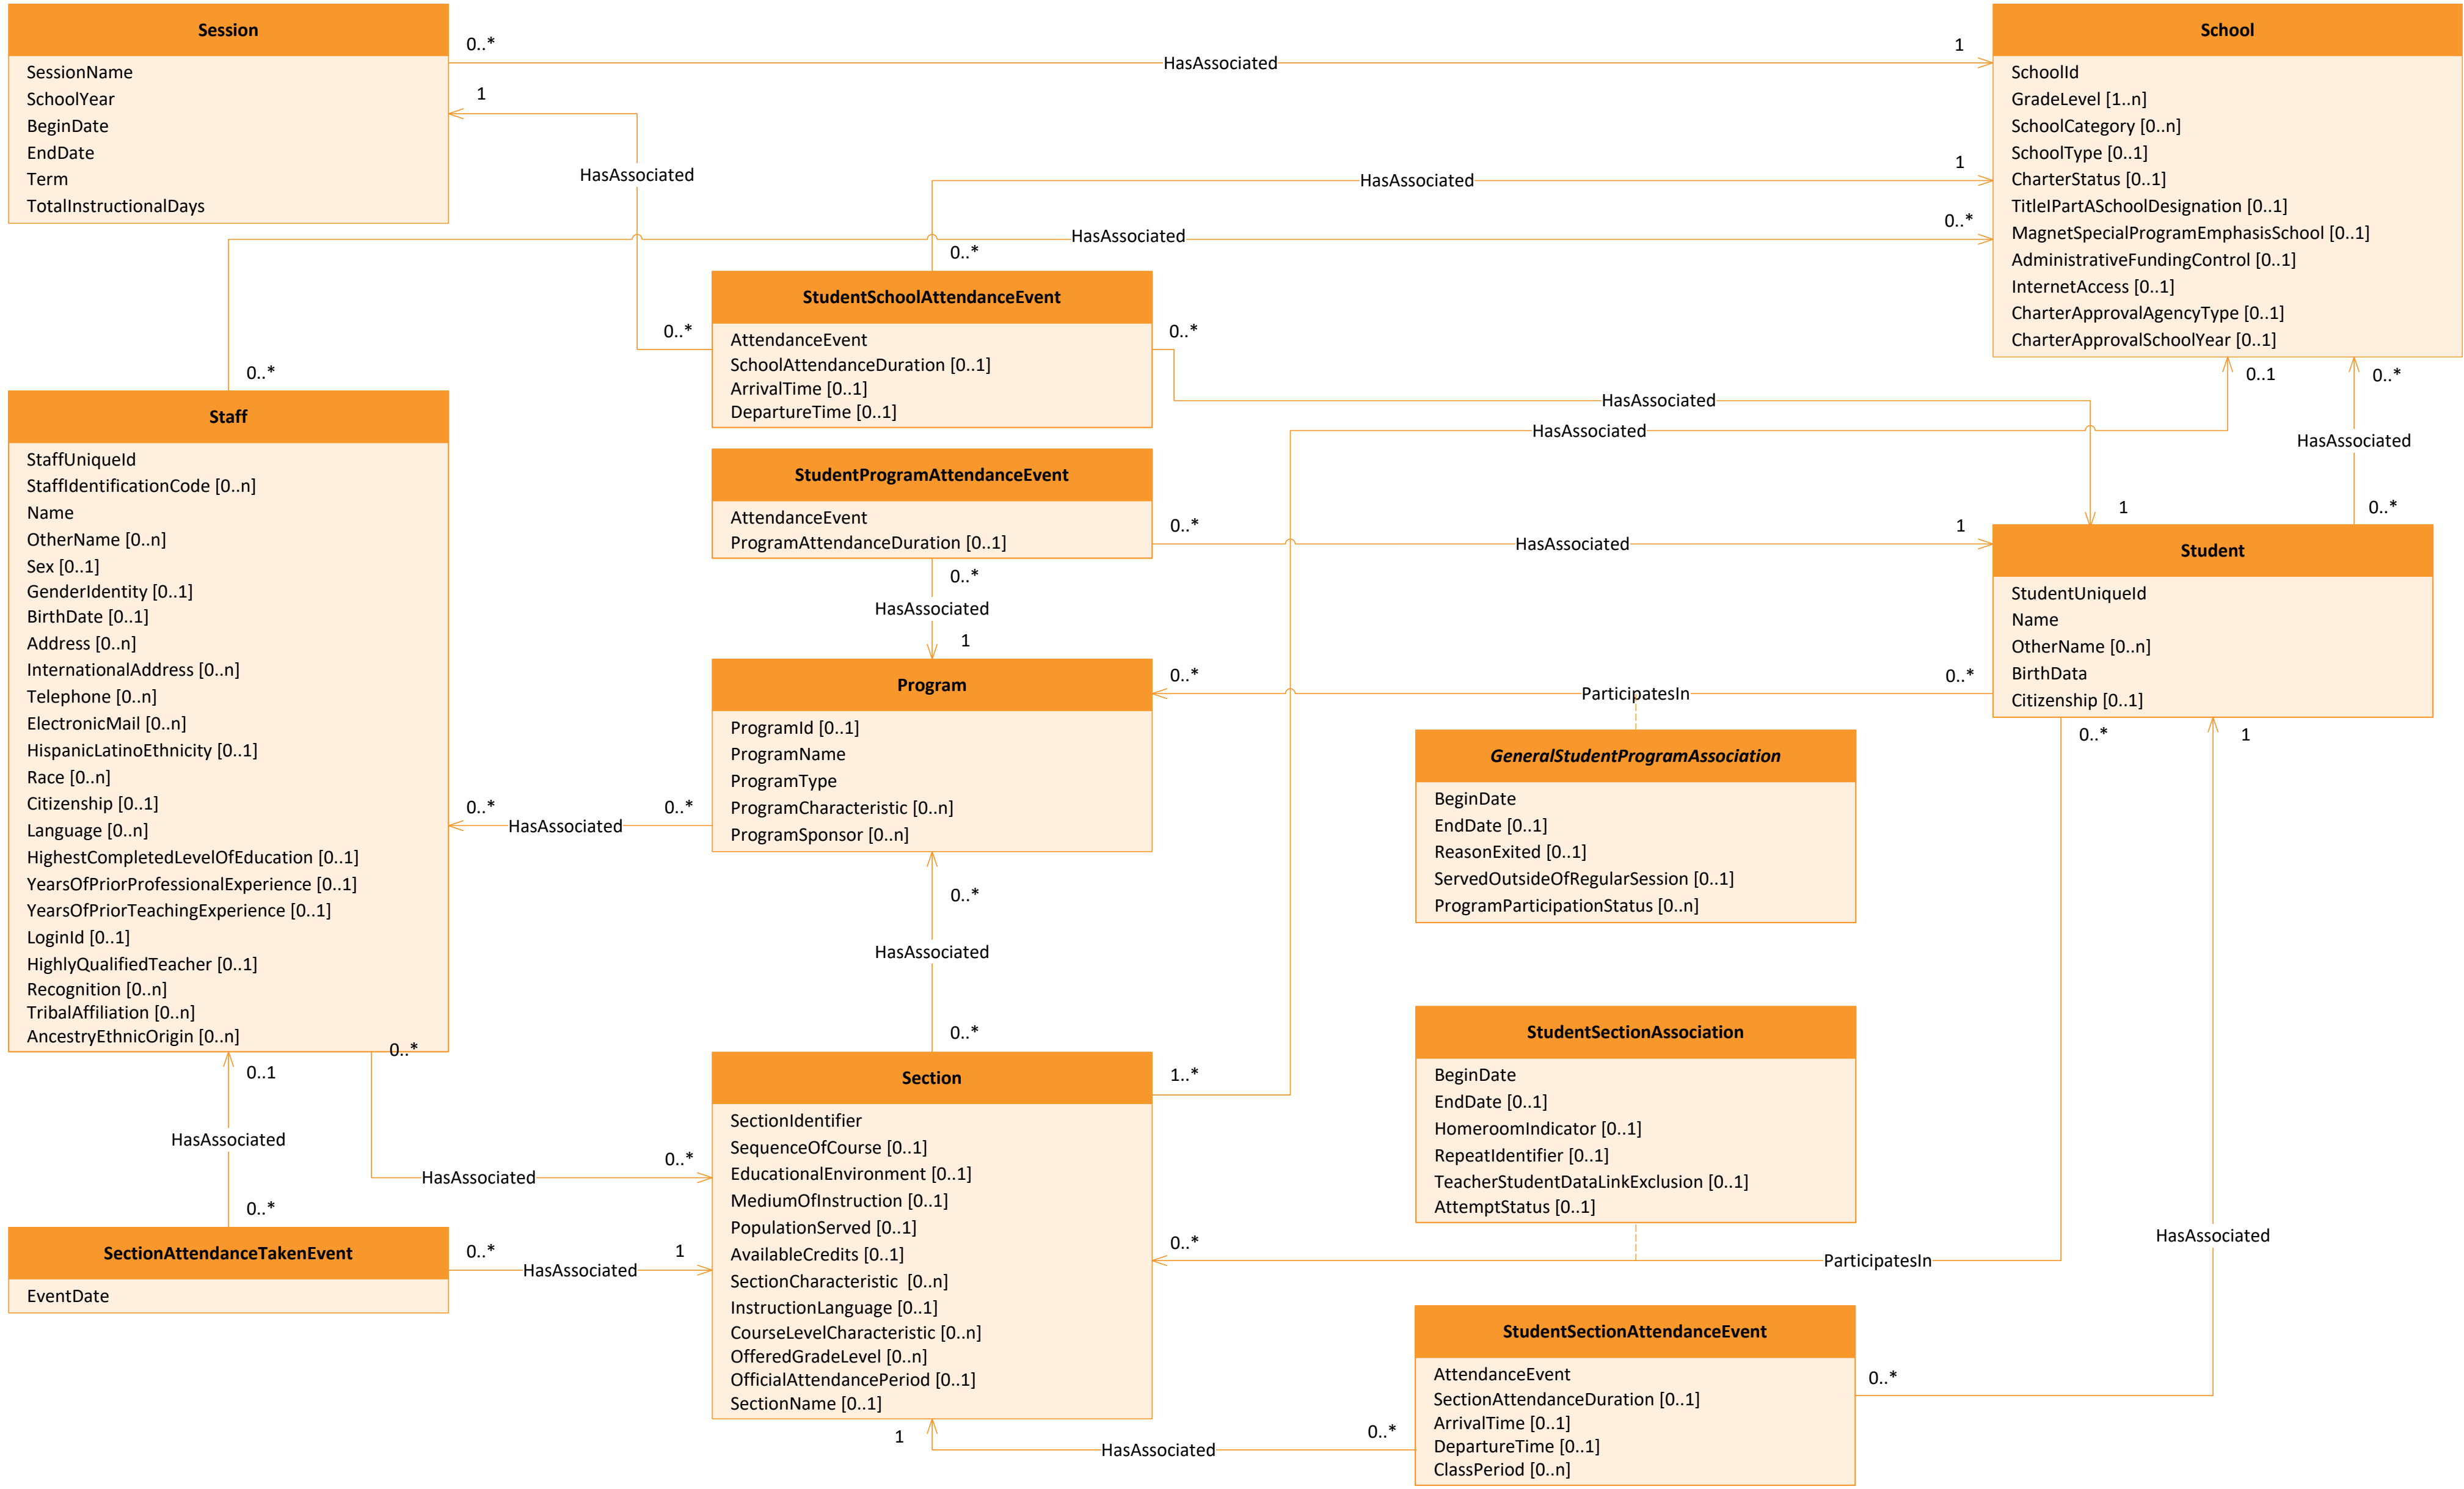 Session
SessionName
SchoolYear
BeginDate
EndDate
Term
TotalInstructionalDays
0..*
HasAssociated
1
1
HasAssociated
0..*
School
SchoolId
GradeLevel [1..n]
SchoolCategory [0..n]
SchoolType [0..1]
CharterStatus [0..1]
TitleIPartASchoolDesignation [0..1]
MagnetSpecialProgramEmphasisSchool [0..1]
AdministrativeFundingControl [0..1]
InternetAccess [0..1]
CharterApprovalAgencyType [0..1]
CharterApprovalSchoolYear [0..1]
HasAssociated
1
0..*
HasAssociated
0..*
0..*
StudentSchoolAttendanceEvent
AttendanceEvent
SchoolAttendanceDuration [0..1]
ArrivalTime [0..1]
DepartureTime [0..1]
0..*
HasAssociated
1
HasAssociated
0..1
0..*
HasAssociated
0..*
Staff
StaffUniqueId
StaffIdentificationCode [0..n]
Name
OtherName [0..n]
Sex [0..1]
GenderIdentity [0..1]
BirthDate [0..1]
Address [0..n]
InternationalAddress [0..n]
Telephone [0..n]
ElectronicMail [0..n]
HispanicLatinoEthnicity [0..1]
Race [0..n]
Citizenship [0..1]
Language [0..n]
HighestCompletedLevelOfEducation [0..1]
YearsOfPriorProfessionalExperience [0..1]
YearsOfPriorTeachingExperience [0..1]
LoginId [0..1]
HighlyQualifiedTeacher [0..1]
Recognition [0..n]
TribalAffiliation [0..n]
AncestryEthnicOrigin [0..n]
StudentProgramAttendanceEvent
AttendanceEvent
ProgramAttendanceDuration [0..1]
0..*
HasAssociated
1
0..*
HasAssociated
1
Student
StudentUniqueId
Name
OtherName [0..n]
BirthData
Citizenship [0..1]
Program
ProgramId [0..1]
ProgramName
ProgramType
ProgramCharacteristic [0..n]
ProgramSponsor [0..n]
0..*
ParticipatesIn
0..*
0..*
HasAssociated
0..*
GeneralStudentProgramAssociation
BeginDate
EndDate [0..1]
ReasonExited [0..1]
ServedOutsideOfRegularSession [0..1]
ProgramParticipationStatus [0..n]
0..*
1
0..*
HasAssociated
0..*
0..*
HasAssociated
0..*
0..1
HasAssociated
0..*
Section
SectionIdentifier
SequenceOfCourse [0..1]
EducationalEnvironment [0..1]
MediumOfInstruction [0..1]
PopulationServed [0..1]
AvailableCredits [0..1]
SectionCharacteristic [0..n]
InstructionLanguage [0..1]
CourseLevelCharacteristic [0..n]
OfferedGradeLevel [0..n]
OfficialAttendancePeriod [0..1]
SectionName [0..1]
1..*
StudentSectionAssociation
BeginDate
EndDate [0..1]
HomeroomIndicator [0..1]
RepeatIdentifier [0..1]
TeacherStudentDataLinkExclusion [0..1]
AttemptStatus [0..1]
0..*
ParticipatesIn
HasAssociated
SectionAttendanceTakenEvent
EventDate
0..*
HasAssociated
1
StudentSectionAttendanceEvent
AttendanceEvent
SectionAttendanceDuration [0..1]
ArrivalTime [0..1]
DepartureTime [0..1]
ClassPeriod [0..n]
0..*
1
HasAssociated
0..*